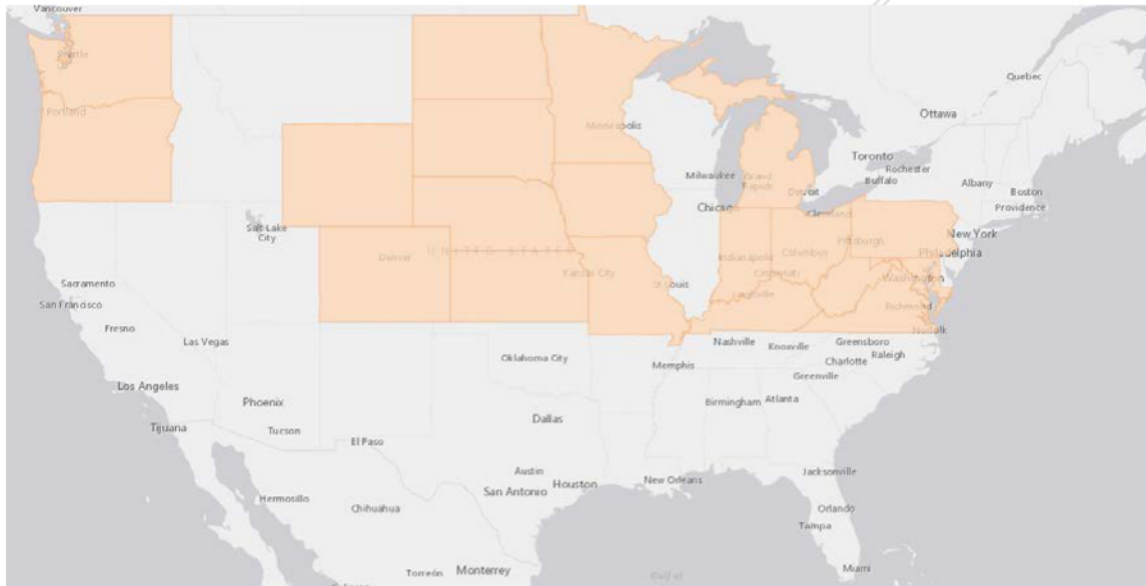 Vancouver
Seattle
Portland
Quebec
Ottawa
Minneapolis
Toronto
Rochester
Buffalo
Milwaukee
Grand
Rapids
Detroit
Albany
Boston
Providence
Chicago
Cleveland
New York
Salt Lake
City
UNITED STATES
Denver
Pittsburgh
Philadelphia
Indianapolis
Columbus
Kansas City
Cincinnati
Washington
Sacramento
St Louis
Louisville
Richmond
San Francisco
Norfolk
Fresno
Las Vegas
Nashville
Knoxville
Greensboro
Raleigh
Oklahoma City
Memphis
Charlotte
Greenville
Los Angeles
Phoenix
Birmingham
Atlanta
Tijuana
Tucson
Dallas
El Paso
Austin
Jacksonville
Hermosillo
San Antonio
Houston
New Orleans
Chihuahua
Orlando
Tampa
Torreón
Monterrey
Miami
Gulf of